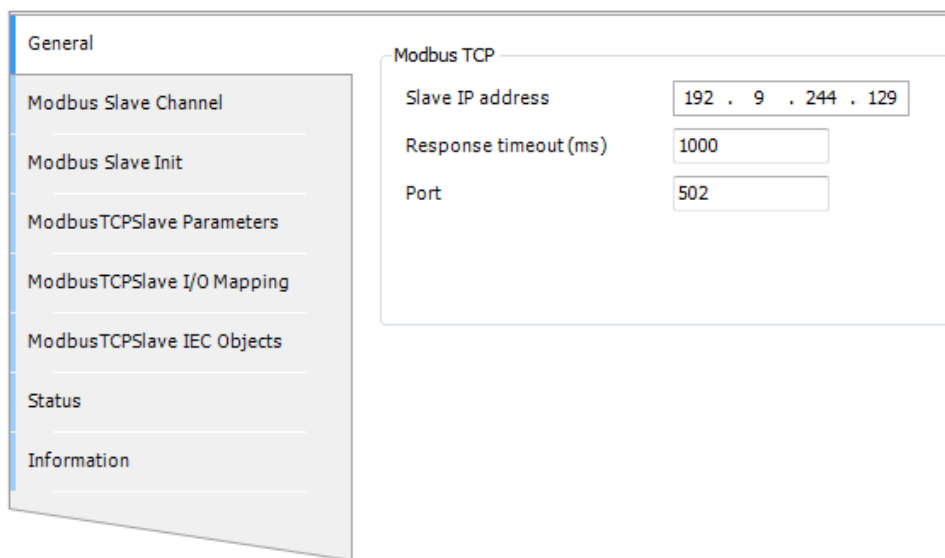 General
Modbus Slave Channel
Modbus Slave Init
ModbusTCPSlave Parameters
ModbusTCPSlave I/O Mapping
ModbusTCPSlave IEC Objects
Status
Information
Modbus TCP
Slave IP address 192 . 9 . 244 . 129
Response timeout (ms) 1000
Port 502